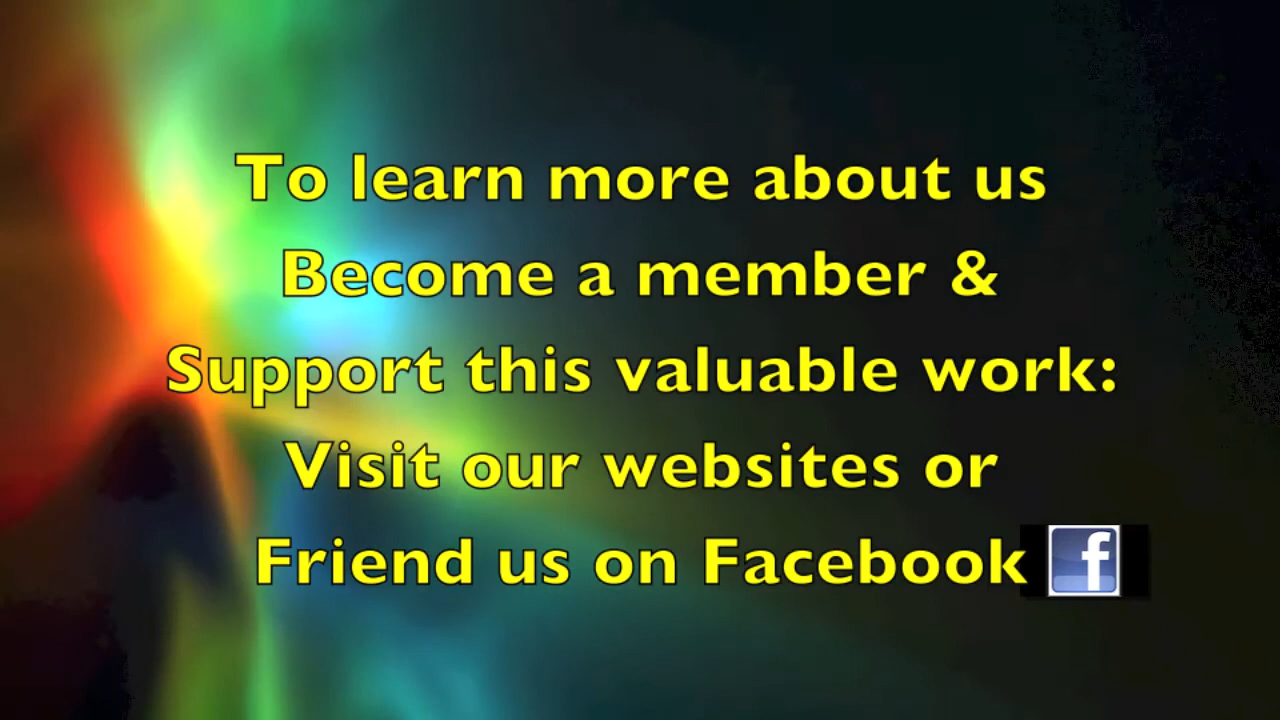 To learn more about us
Become a member &
Support this valuable work:
Visit our websites or
Friend us on Facebook f